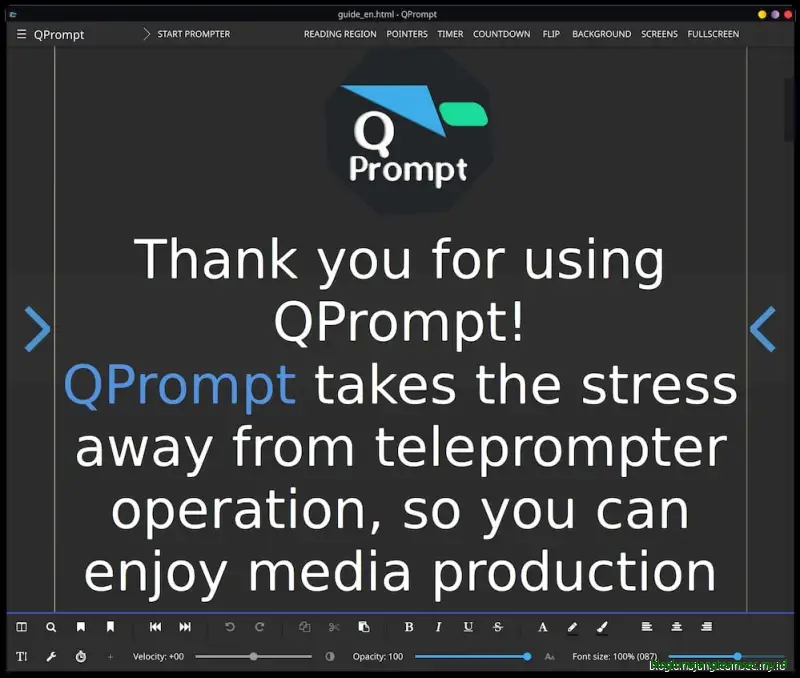 guide_en.html - QPrompt
QPrompt
START PROMPTER
READING REGION POINTERS TIMER COUNTDOWN FLIP BACKGROUND SCREENS FULLSCREEN
Q
Prompt
Thank you for using
QPrompt!
QPrompt takes the stress
away from teleprompter
operation, so you can
enjoy media production
B I U S A
T! Velocity: +00 Opacity: 100 Font size: 100% (087)